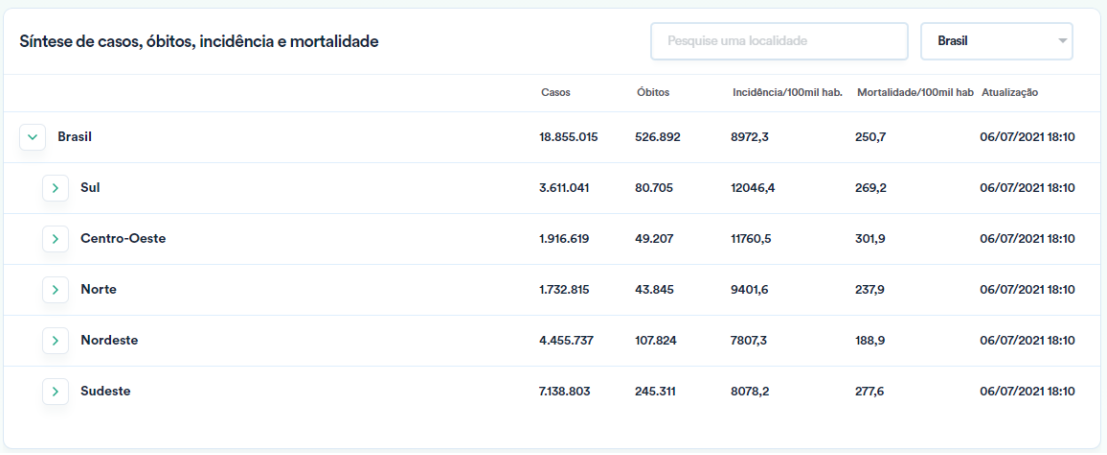 Síntese de casos, óbitos, incidência e mortalidade Pesquise uma localidade Brasil
Casos Óbitos Incidência/100mil hab. Mortalidade/100mil hab Atualização
Brasil 18.855.015 526.892 8972,3 250,7 06/07/2021 18:10
Sul 3.611.041 80.705 12046,4 269,2 06/07/2021 18:10
Centro-Oeste 1.916.619 49.207 11760,5 301,9 06/07/2021 18:10
Norte 1.732.815 43.845 9401,6 237,9 06/07/2021 18:10
Nordeste 4.455.737 107.824 7807,3 188,9 06/07/2021 18:10
Sudeste 7.138.803 245.311 8078,2 277,6 06/07/2021 18:10